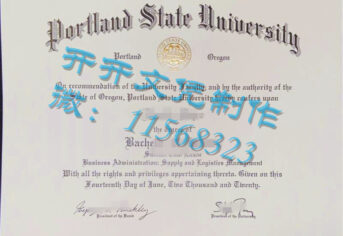 Portland State University
Portland Oregon
On recommendation of the University Faculty, and by the authority of the
State of Oregon, Portland State University hereby confers upon
开开文凭制作
微:
11568323
the degree of
Bache
Business Administration: Supply and Logistics Management
With all the rights and privileges appertaining thereto. Given on this
Fourteenth Day of June, Two Thousand and Twenty.
President of the Board
President of the University